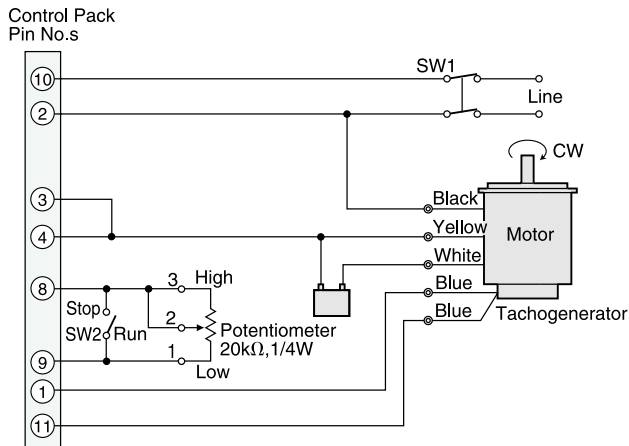 Control Pack
Pin No.s
10
SW1
Line
2
CW
3
Black
4
Yellow
Motor
White
8
3 High
Blue
Stop
2
Blue
Tachogenerator
SW2 Run
Potentiometer
20kΩ,1/4W
9
1
Low
1
11